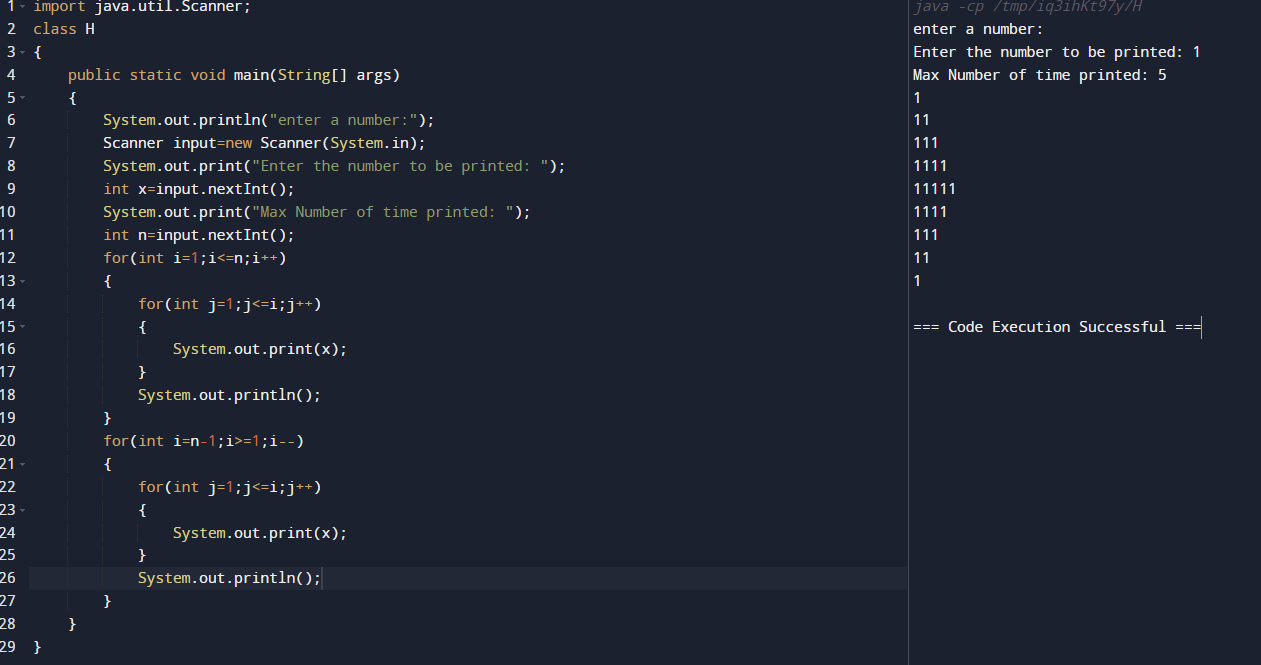 1 import java.util.Scanner;
2 class H
3 {
4     public static void main(String[] args)
5     {
6         System.out.println("enter a number:");
7         Scanner input=new Scanner(System.in);
8         System.out.print("Enter the number to be printed: ");
9         int x=input.nextInt();
10         System.out.print("Max Number of time printed: ");
11         int n=input.nextInt();
12         for(int i=1;i<=n;i++)
13         {
14             for(int j=1;j<=i;j++)
15             {
16                 System.out.print(x);
17             }
18             System.out.println();
19         }
20         for(int i=n-1;i>=1;i--)
21         {
22             for(int j=1;j<=i;j++)
23             {
24                 System.out.print(x);
25             }
26             System.out.println();
27         }
28     }
29 }
java -cp /tmp/iq3ihKt97y/H
enter a number:
Enter the number to be printed: 1
Max Number of time printed: 5
1
11
111
1111
11111
1111
111
11
1
=== Code Execution Successful ===